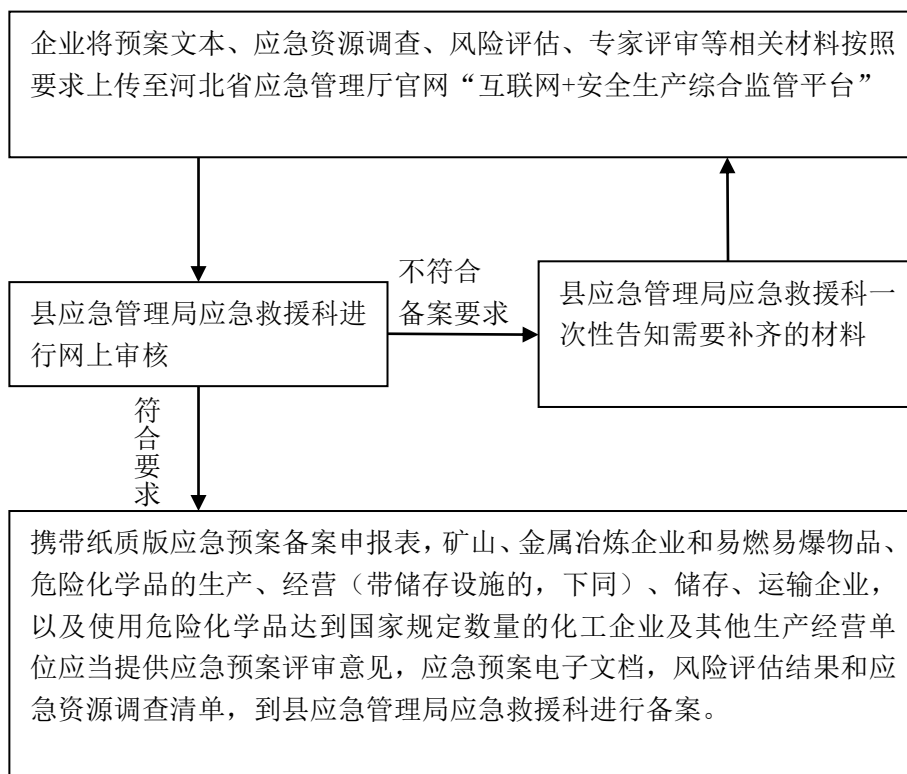 企业将预案文本、应急资源调查、风险评估、专家评审等相关材料按照
要求上传至河北省应急管理厅官网“互联网+安全生产综合监管平台”
不符合
备案要求
县应急管理局应急救援科进
行网上审核
县应急管理局应急救援科一
次性告知需要补齐的材料
符合要求
携带纸质版应急预案备案申报表，矿山、金属冶炼企业和易燃易爆物品、
危险化学品的生产、经营（带储存设施的，下同）、储存、运输企业，
以及使用危险化学品达到国家规定数量的化工企业及其他生产经营单
位应当提供应急预案评审意见，应急预案电子文档，风险评估结果和应
急资源调查清单，到县应急管理局应急救援科进行备案。